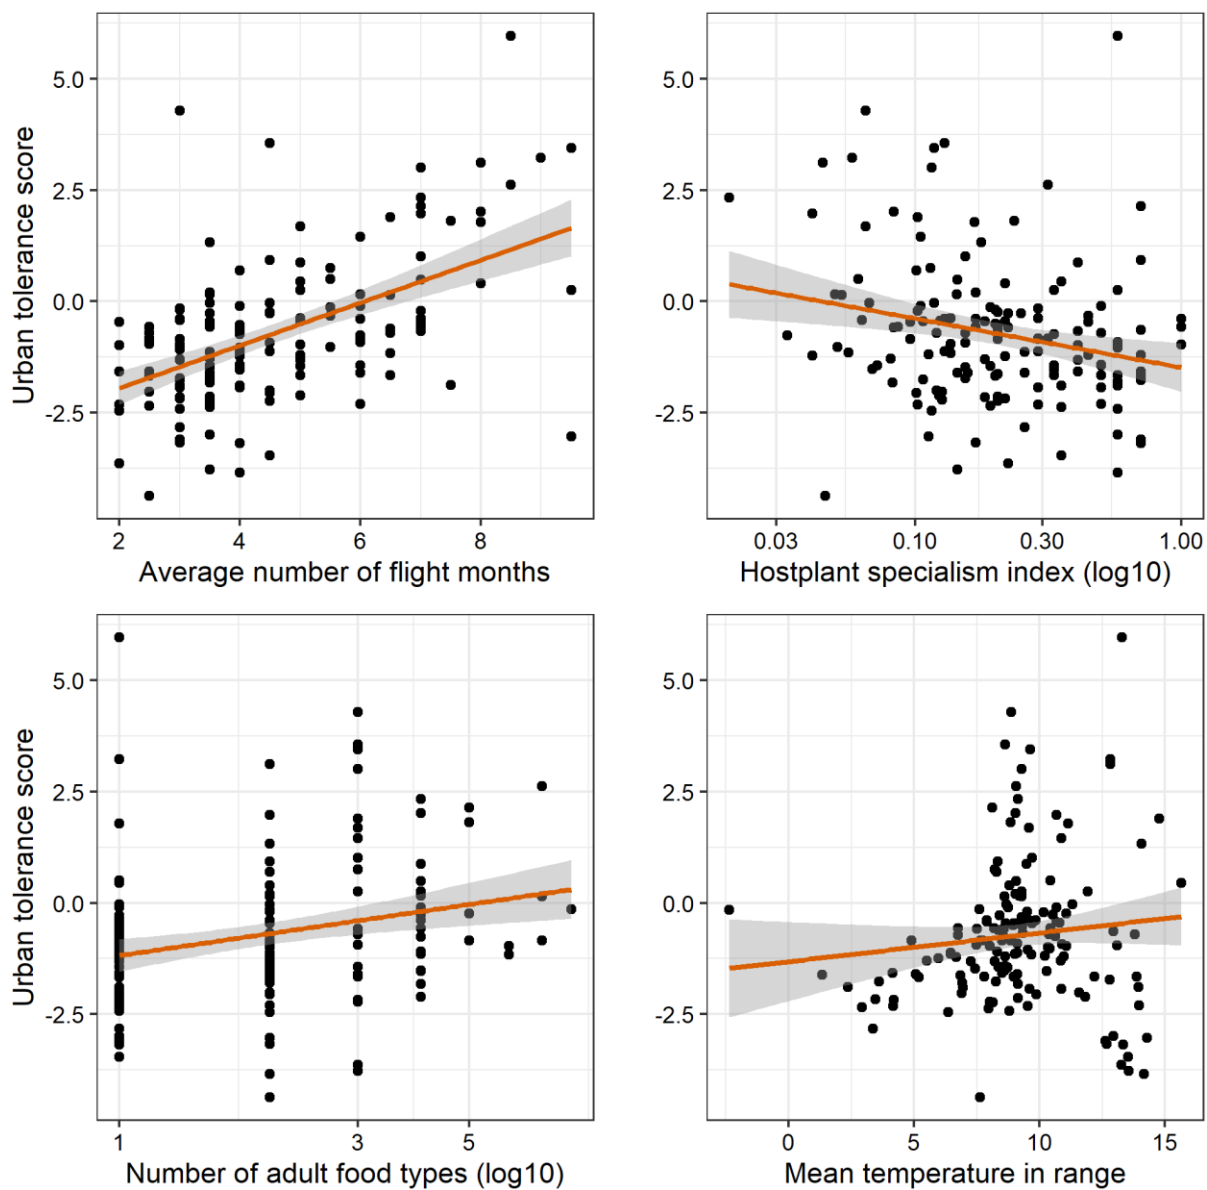 Urban tolerance score
5.0
2.5
0.0
-2.5
2 4 6 8
Average number of flight months
5.0
2.5
0.0
-2.5
0.03 0.10 0.30 1.00
Hostplant specialism index (log10)
Urban tolerance score
5.0
2.5
0.0
-2.5
1 3 5
Number of adult food types (log10)
5.0
2.5
0.0
-2.5
0 5 10 15
Mean temperature in range